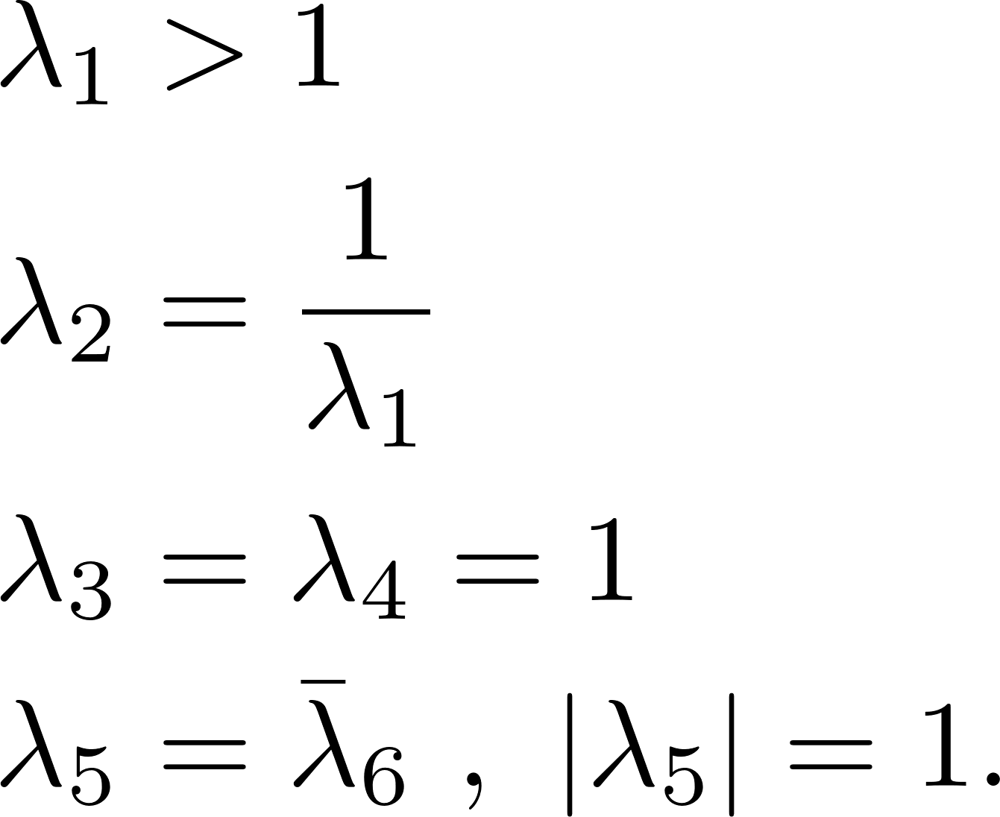 λ₁ > 1
λ₂ = 1/λ₁
λ₃ = λ₄ = 1
λ₅ = λ̄₆ , |λ₅| = 1.